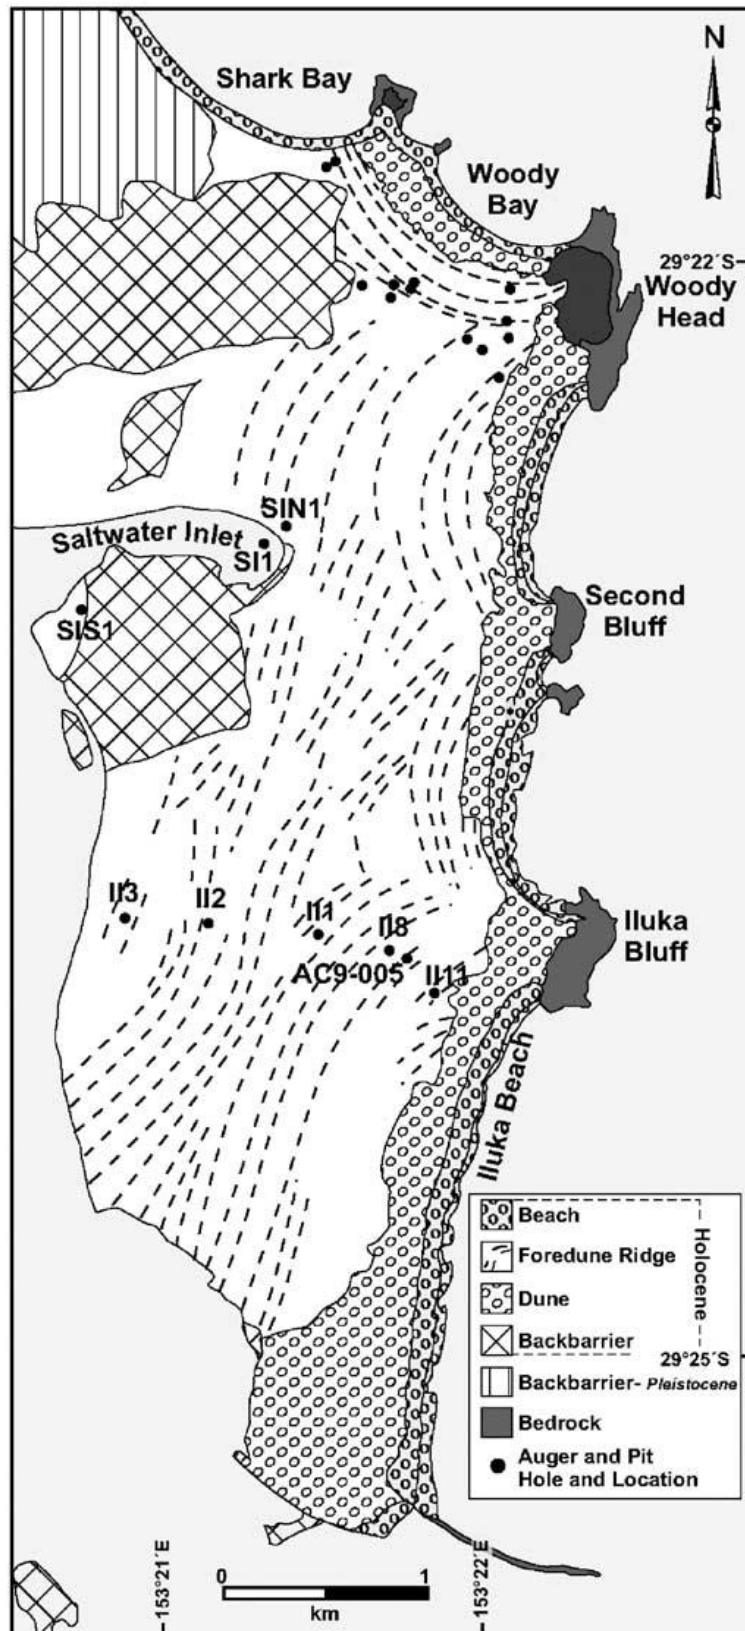 N
Shark Bay
Woody
Bay
29°22´S
Woody
Head
SIN1
Saltwater Inlet
SI1
SIS1
Second
Bluff
II3
II2
II1
II8
AC9-005
II11
Iluka
Bluff
Iluka Beach
Beach
Foredune Ridge
Dune
Backbarrier
Holocene
29°25´S
Backbarrier- Pleistocene
Bedrock
Auger and Pit
Hole and Location
153°21´E
0 1
km
153°22´E